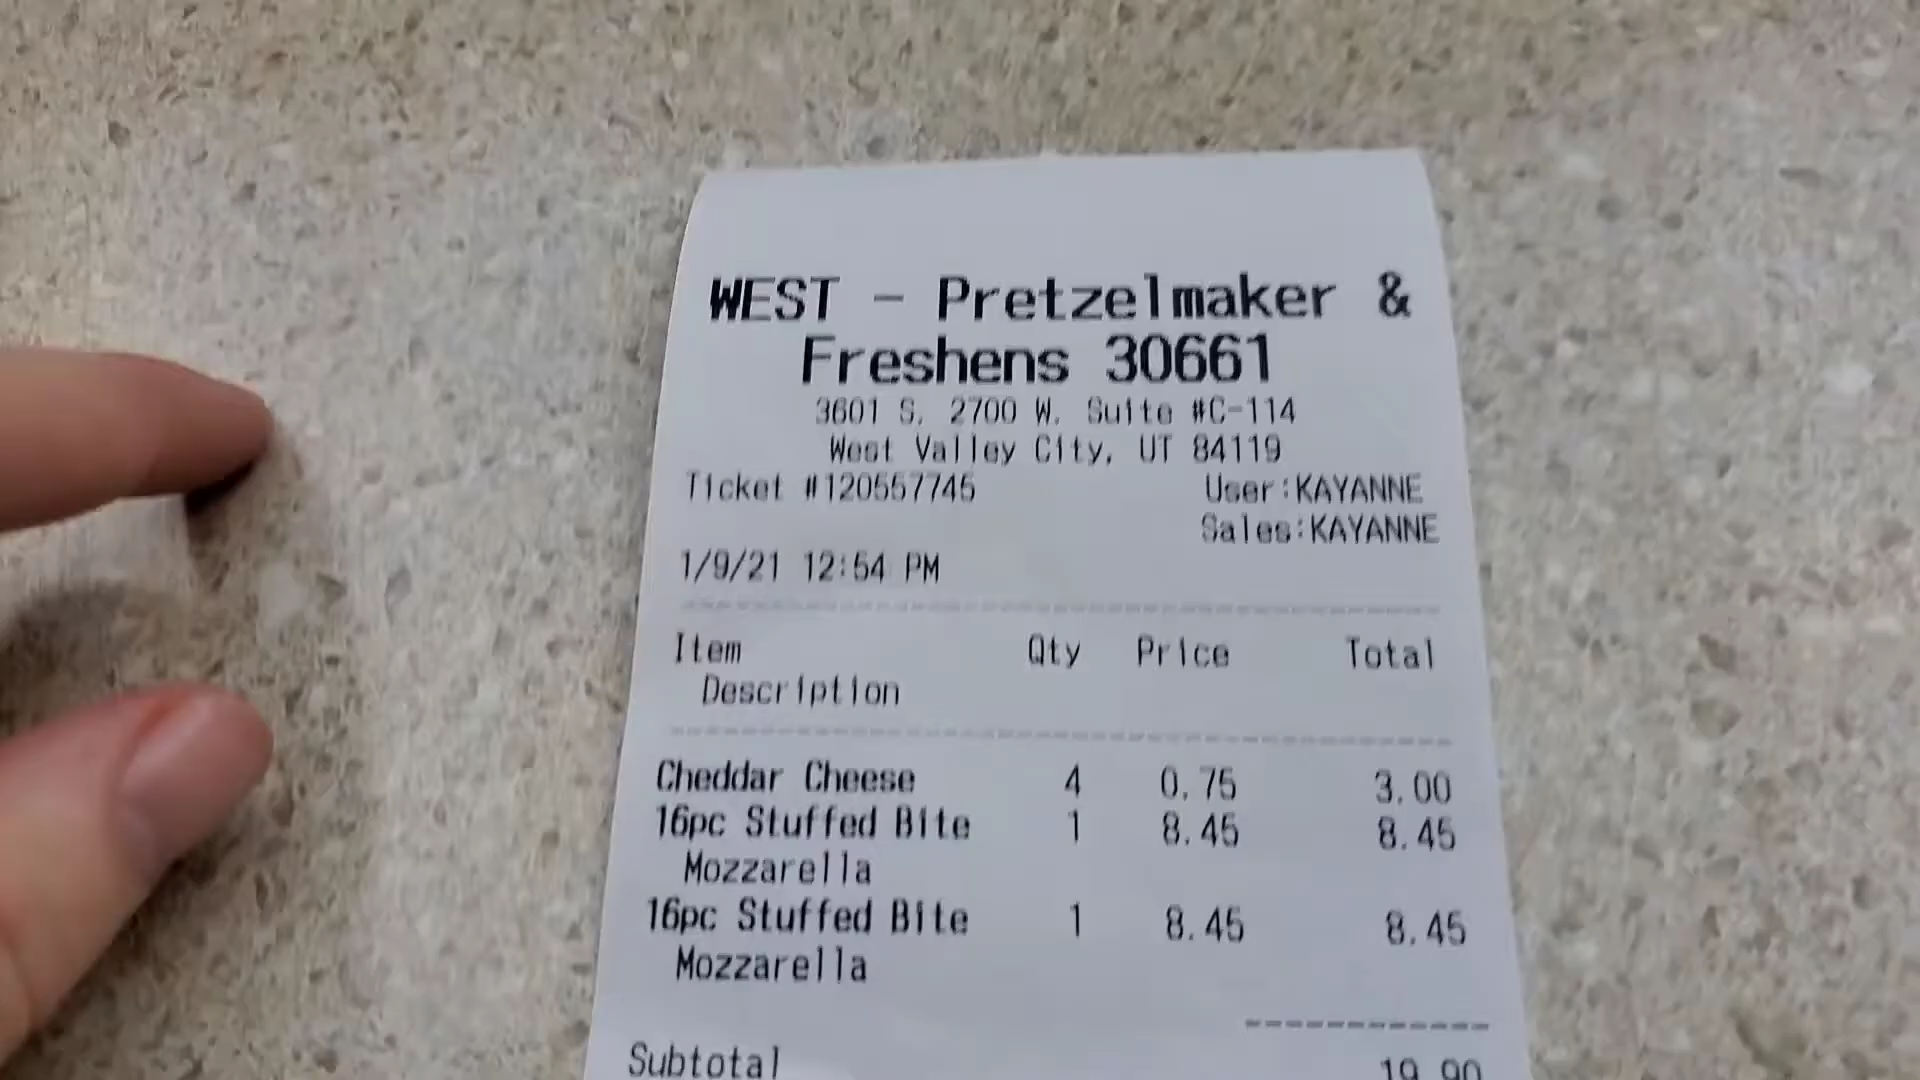 WEST - Pretzelmaker &
Freshens 30661
3601 S. 2700 W. Suite #C-114
West Valley City, UT 84119
Ticket #120557745 User:KAYANNE
Sales:KAYANNE
1/9/21 12:54 PM
Item Qty Price Total
Description
Cheddar Cheese 4 0.75 3.00
16pc Stuffed Bite 1 8.45 8.45
Mozzarella
16pc Stuffed Bite 1 8.45 8.45
Mozzarella
Subtotal 19.90